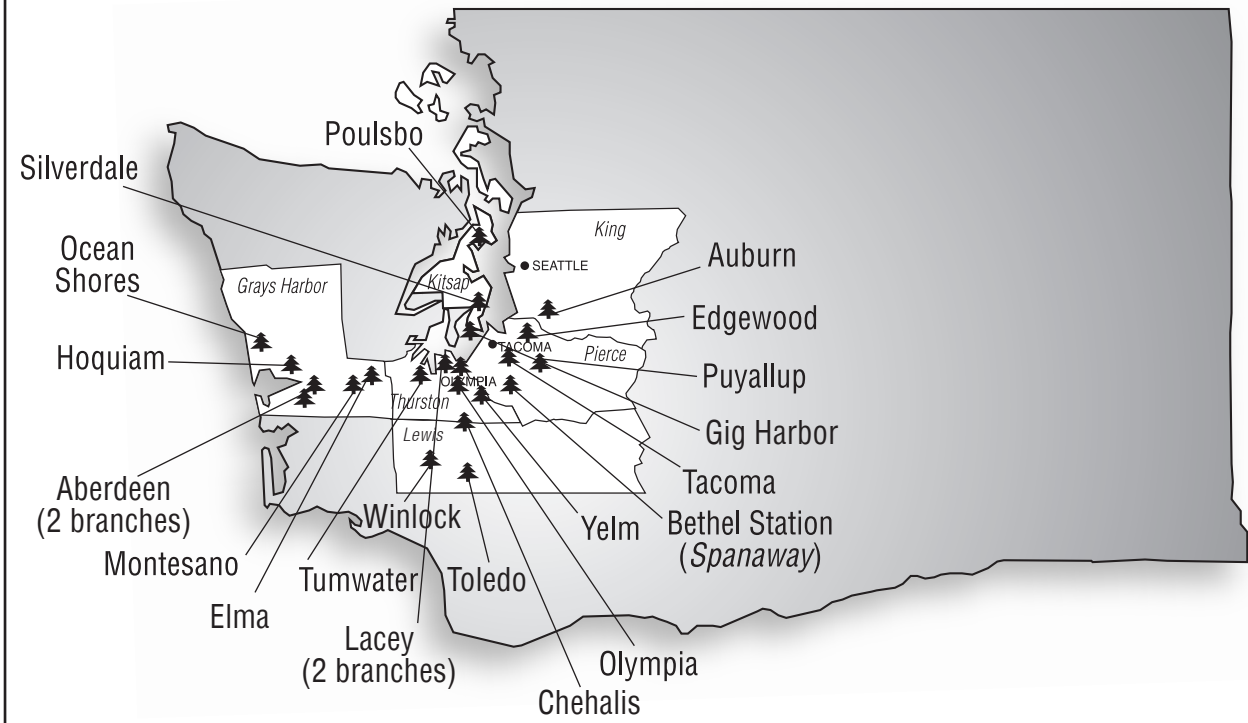 Poulsbo
Silverdale
Ocean
Shores
Hoquiam
Aberdeen
(2 branches)
Montesano
Elma
Tumwater
Winlock
Lacey
(2 branches)
Toledo
Chehalis
Olympia
Yelm
Bethel Station
(Spanaway)
Tacoma
Gig Harbor
Puyallup
Edgewood
Auburn
King
SEATTLE
Kitsap
Grays Harbor
TACOMA
Pierce
OLYMPIA
Thurston
Lewis